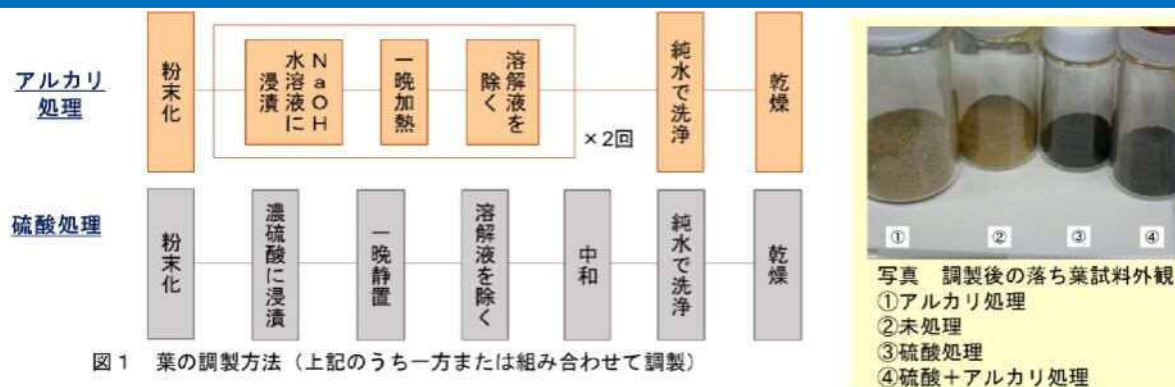 アルカリ
処理
粉末化
NaOH
水溶液に
浸漬
一晩加熱
溶解液を
除く
×2回
純水で洗浄
乾燥
硫酸処理
粉末化
濃硫酸に浸漬
一晩静置
溶解液を除く
中和
純水で洗浄
乾燥
図1 葉の調製方法(上記のうち一方または組み合わせて調製)
① ② ③ ④
写真 調製後の落ち葉試料外観
①アルカリ処理
②未処理
③硫酸処理
④硫酸+アルカリ処理